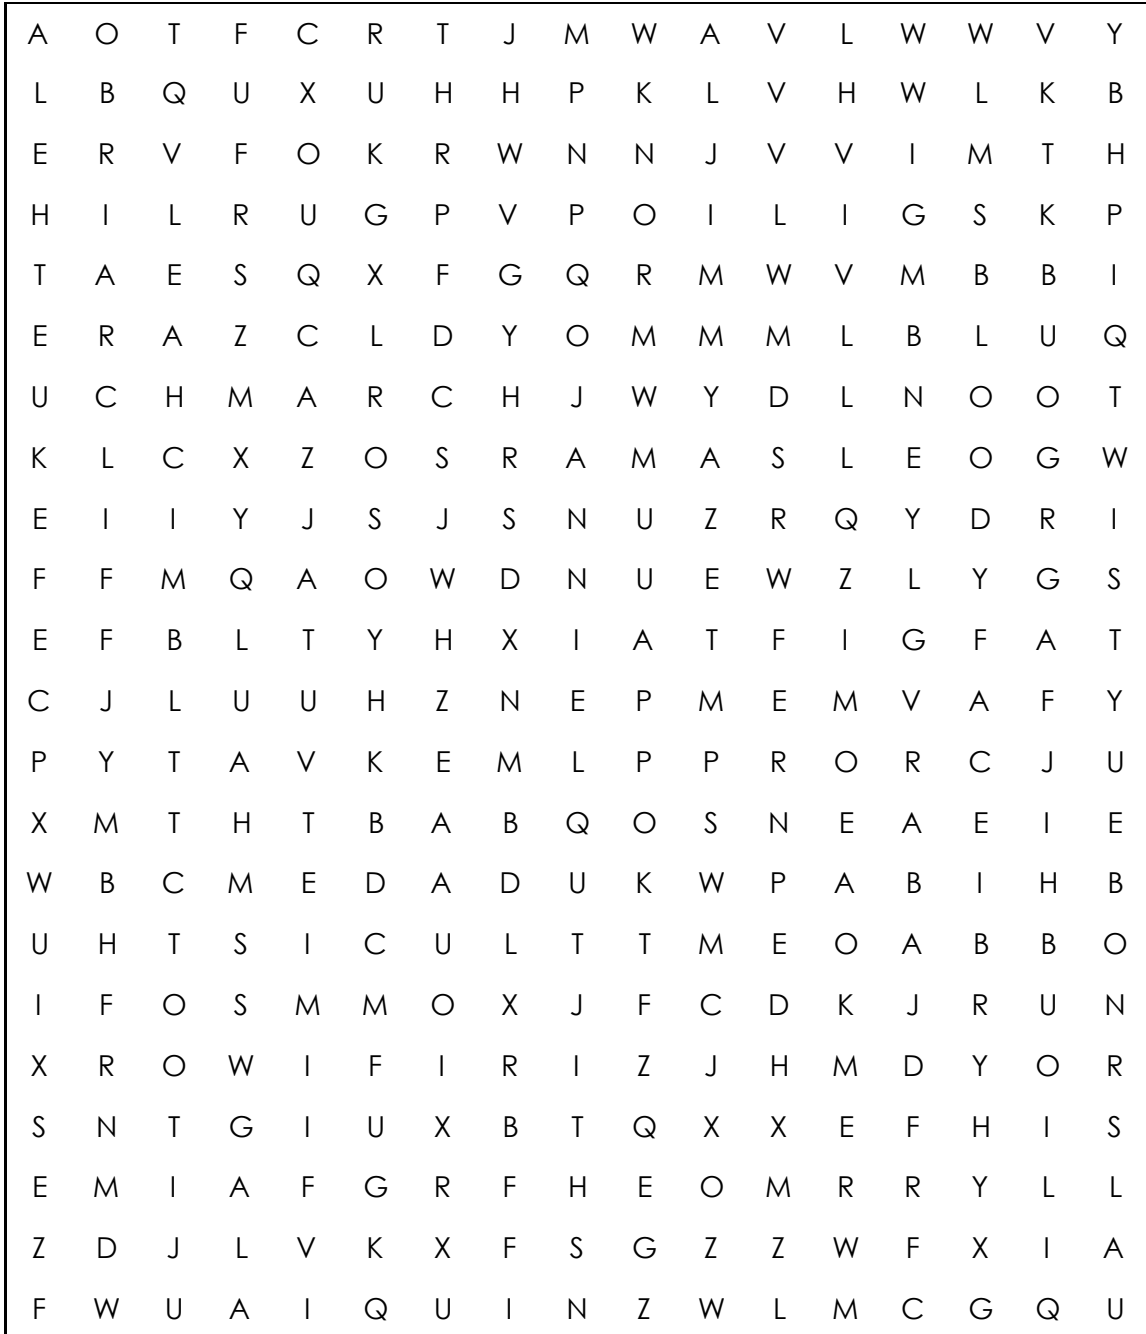 A O T F C R T J M W A V L W W V Y
L B Q U X U H H P K L V H W L K B
E R V F O K R W N N J V V I M T H
H I L R U G P V P O I L I G S K P
T A E S Q X F G Q R M W V M B B I
E R A Z C L D Y O M M M L B L U Q
U C H M A R C H J W Y D L N O O T
K L C X Z O S R A M A S L E O G W
E I I Y J S J S N U Z R Q Y D R I
F F M Q A O W D N U E W Z L Y G S
E F B L T Y H X I A T F I G F A T
C J L U U H Z N E P M E M V A F Y
P Y T A V K E M L P P R O R C J U
X M T H T B A B Q O S N E A E I E
W B C M E D A D U K W P A B I H B
U H T S I C U L T T M E O A B B O
I F O S M M O X J F C D K J R U N
X R O W I F I R I Z J H M D Y O R
S N T G I U X B T Q X X E F H I S
E M I A F G R F H E O M R R Y L L
Z D J L V K X F S G Z Z W F X I A
F W U A I Q U I N Z W L M C G Q U